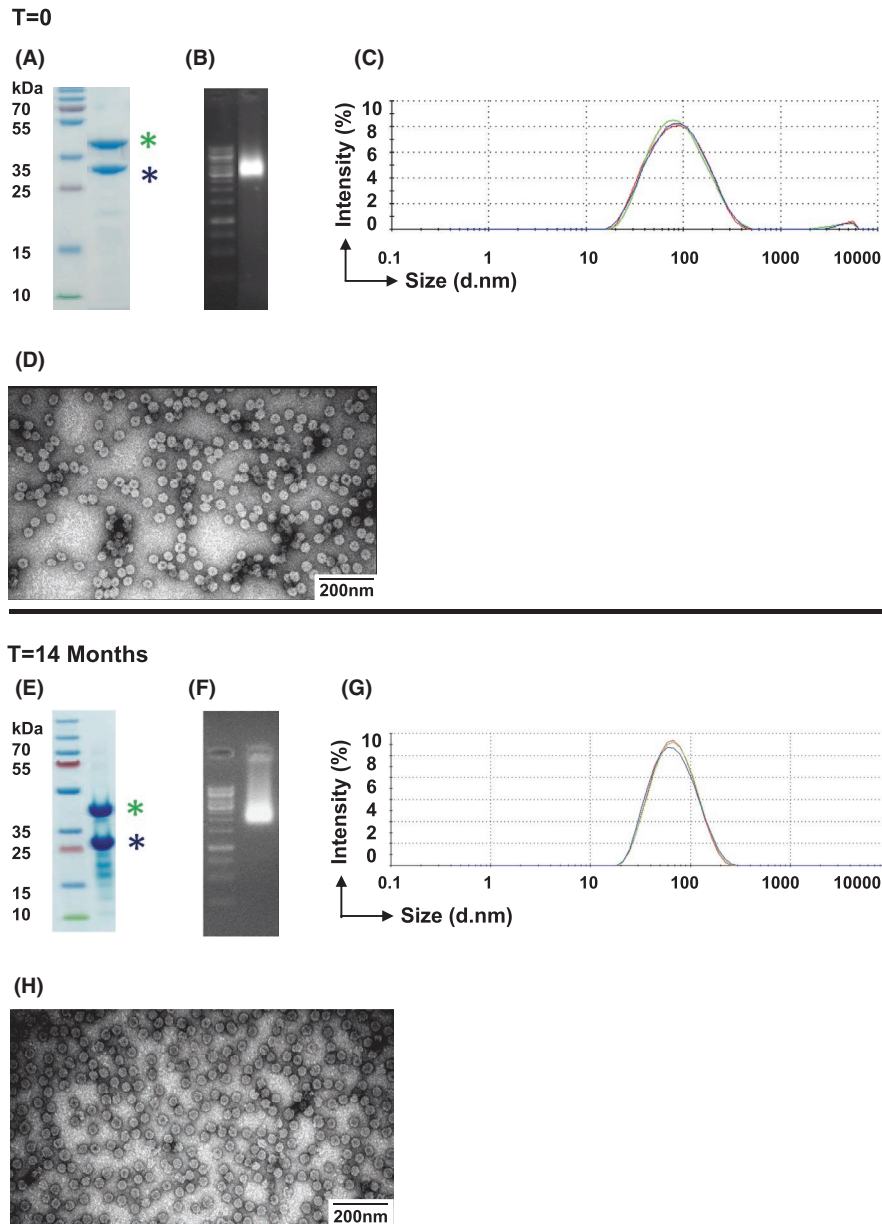 T=0
(A)
(B)
(C)
kDa
70
55
35
25
15
10
*
*
Intensity (%)
10
8
6
4
2
0
0.1 1 10 100 1000 10000
Size (d.nm)
(D)
200nm
T=14 Months
(E)
(F)
(G)
kDa
70
55
35
25
15
10
*
*
Intensity (%)
10
8
6
4
2
0
0.1 1 10 100 1000 10000
Size (d.nm)
(H)
200nm